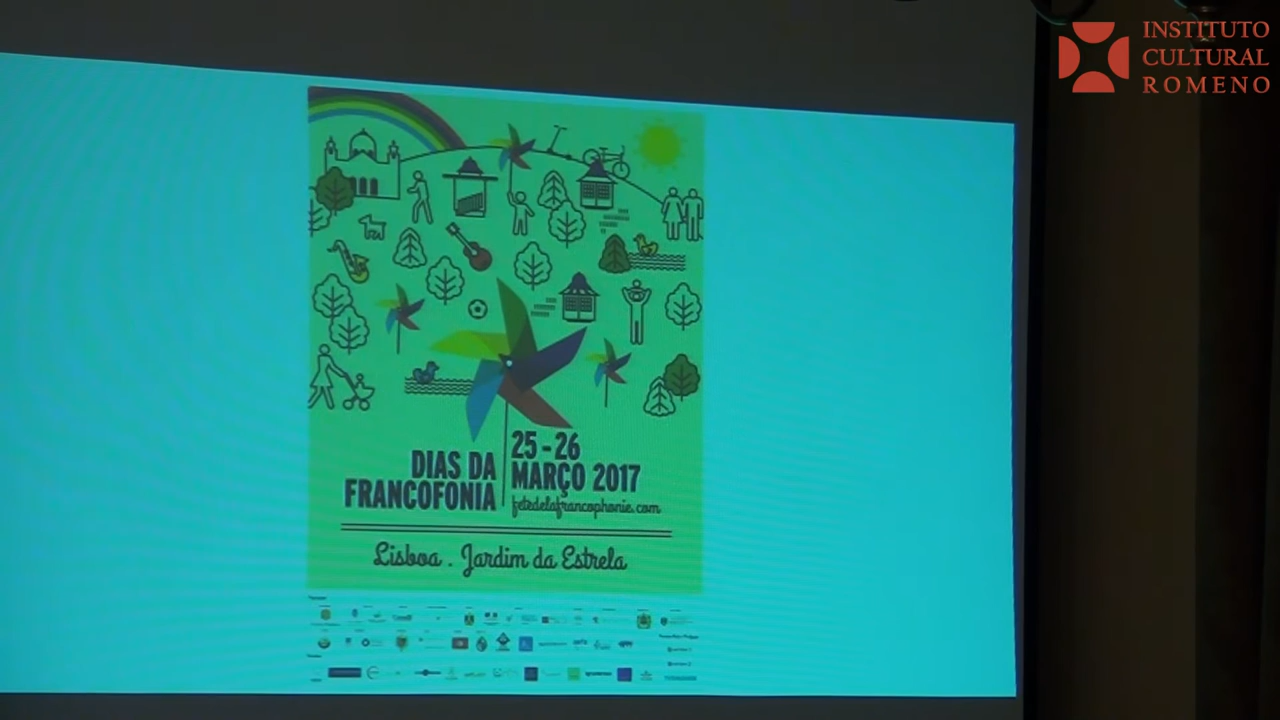 INSTITUTO
CULTURAL
ROMENO
DIAS DA
FRANCOFONIA
25-26
MARÇO 2017
fetedelafrancophonie.com
Lisboa . Jardim da Estrela